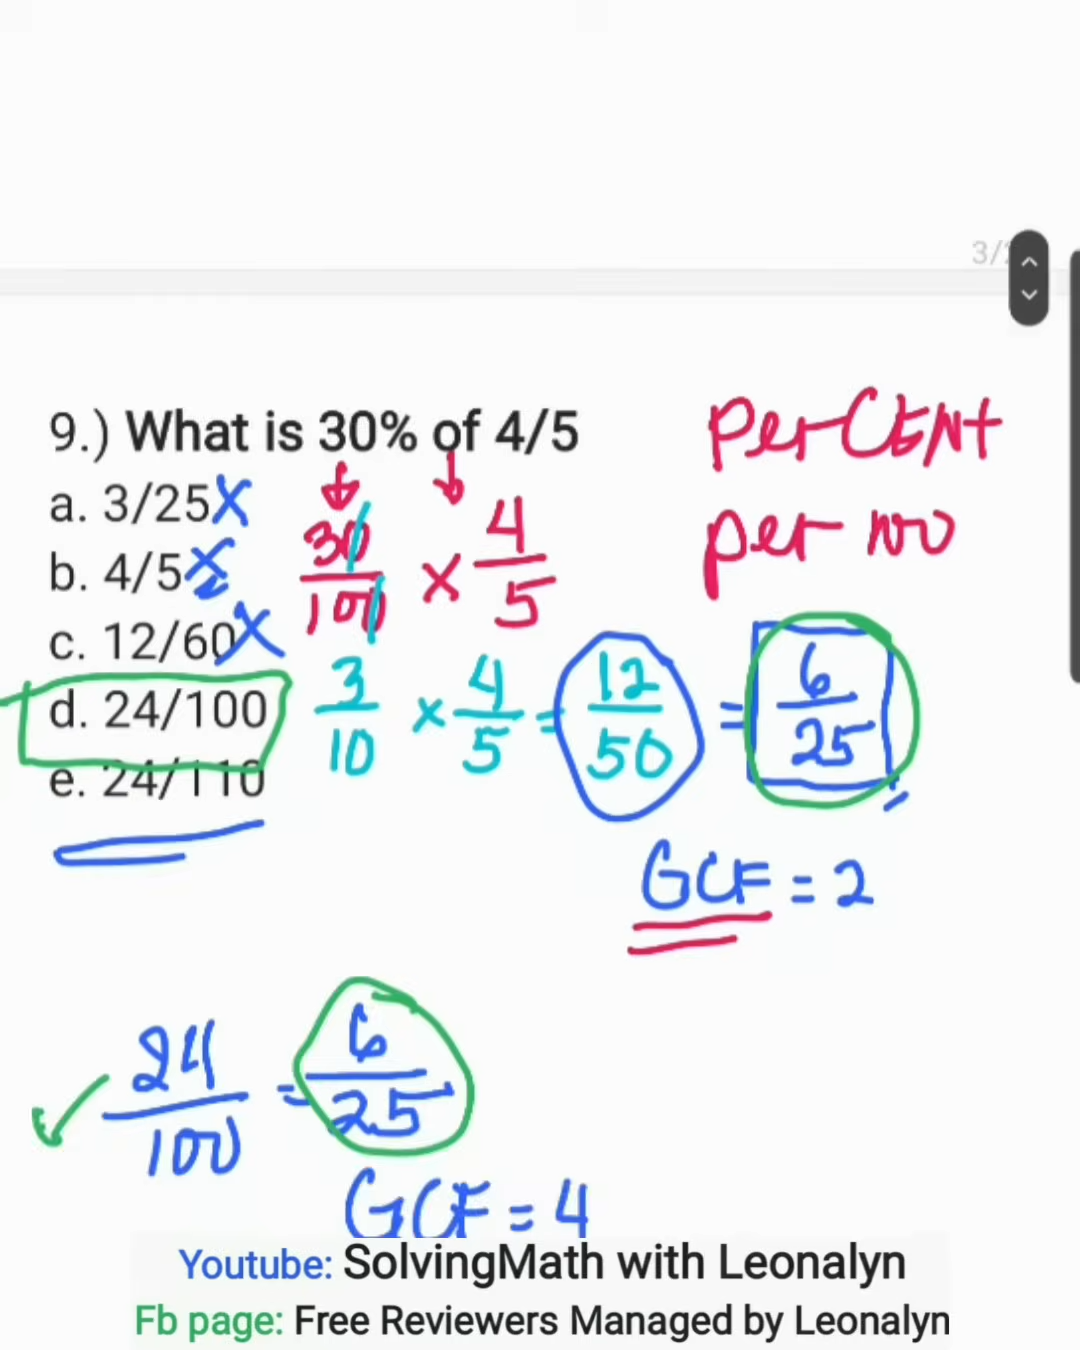 3/
9.) What is 30% of 4/5
a. 3/25 X
b. 4/5 X
c. 12/60 X
d. 24/100
e. 24/110
PerCENt
per 100
30/100 × 4/5
3/10 × 4/5 = 12/50 = 6/25
GCF = 2
24/100 = 6/25
GCF = 4
Youtube: SolvingMath with Leonalyn
Fb page: Free Reviewers Managed by Leonalyn